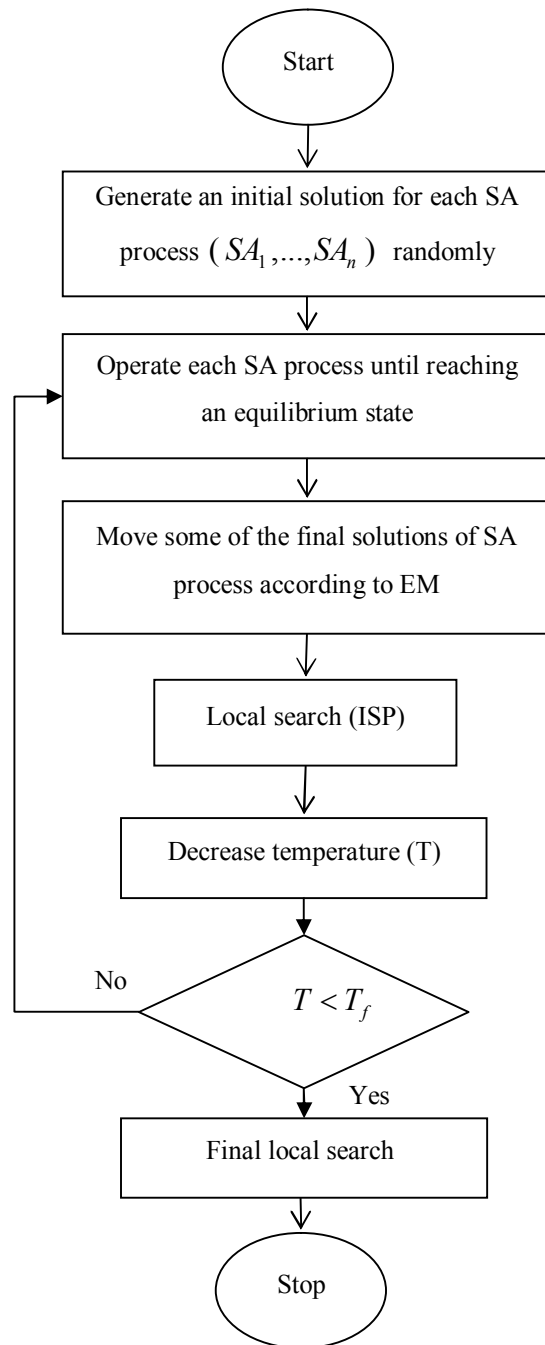 Start
Generate an initial solution for each SA
process (SA₁,...,SAₙ) randomly
Operate each SA process until reaching
an equilibrium state
Move some of the final solutions of SA
process according to EM
Local search (ISP)
Decrease temperature (T)
No
T < T_f
Yes
Final local search
Stop